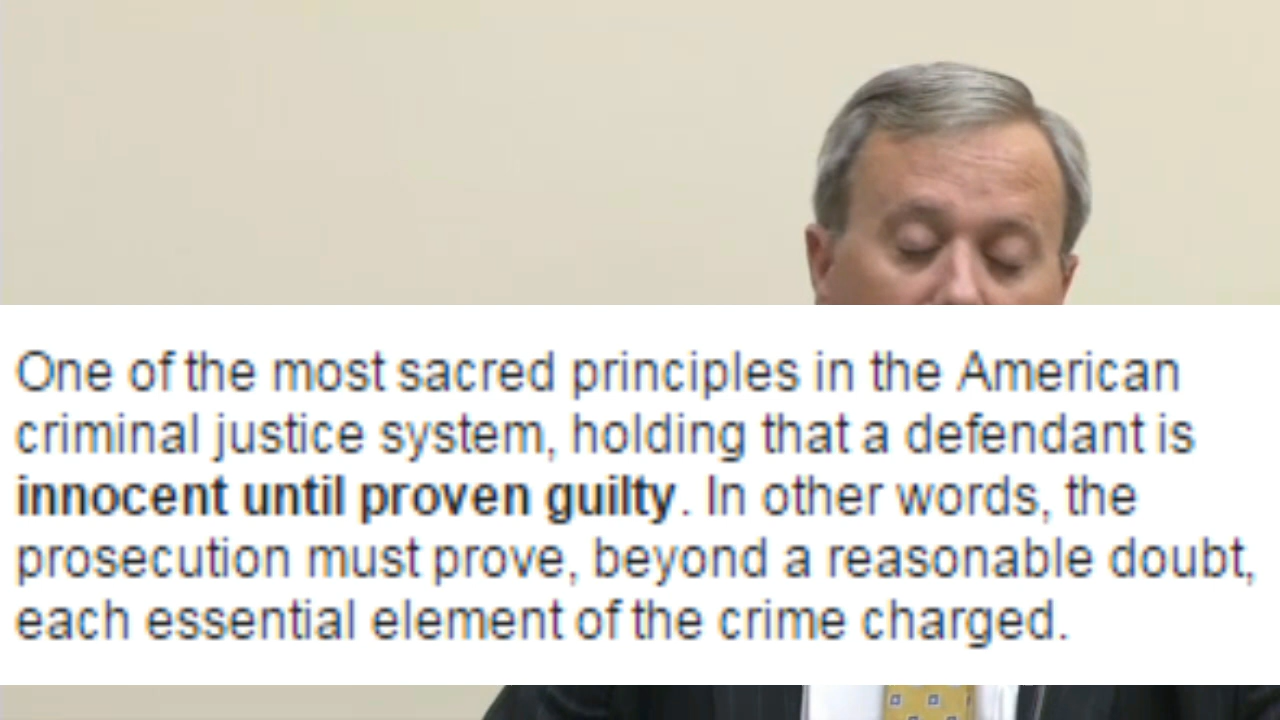 One of the most sacred principles in the American
criminal justice system, holding that a defendant is
innocent until proven guilty. In other words, the
prosecution must prove, beyond a reasonable doubt,
each essential element of the crime charged.